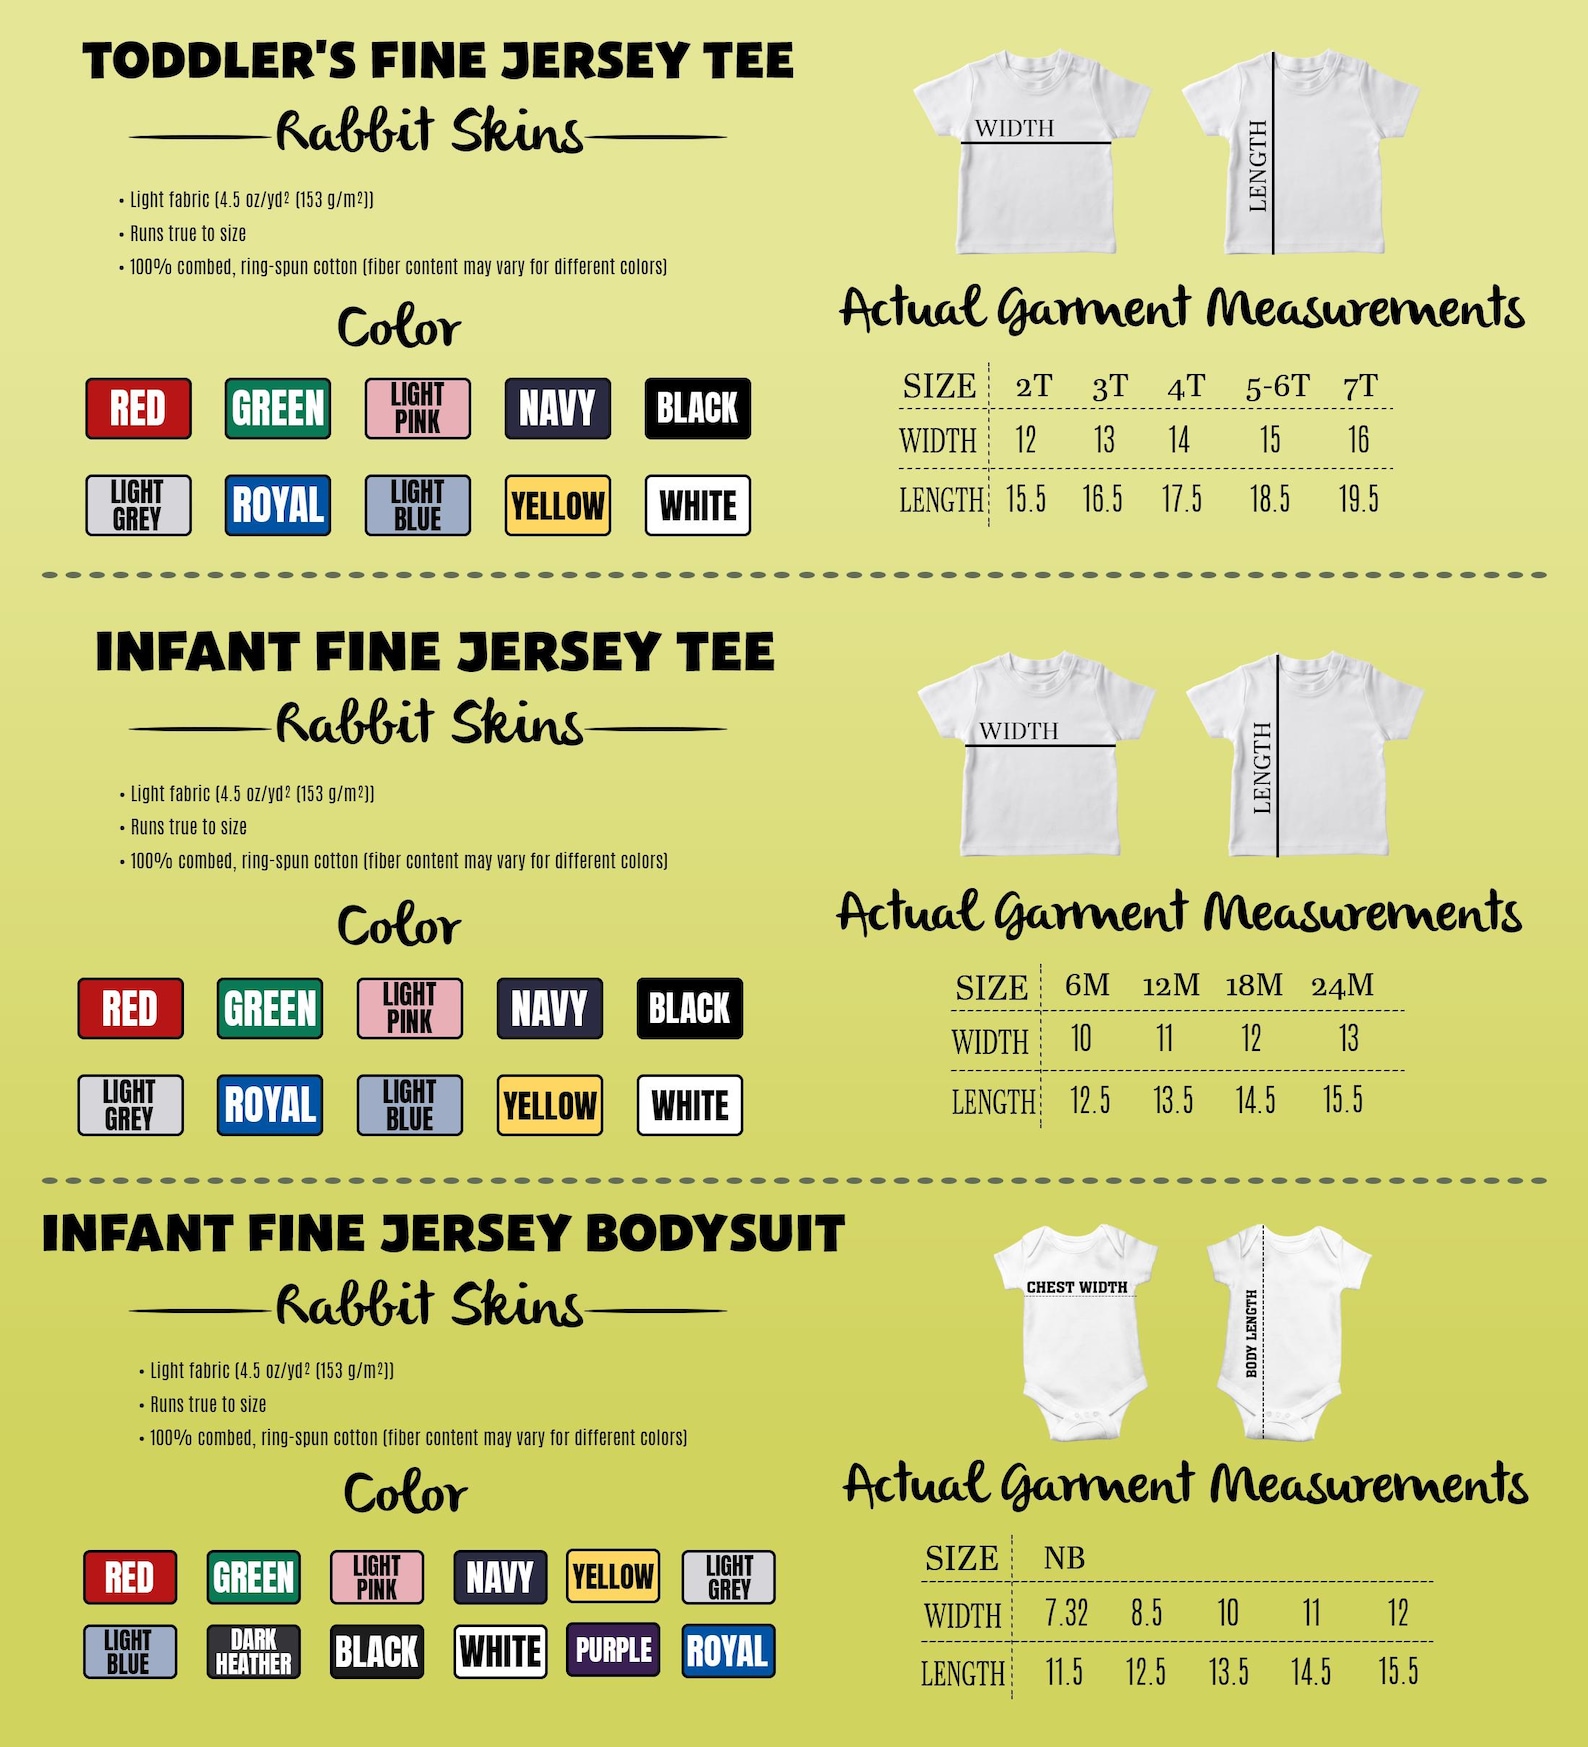 TODDLER'S FINE JERSEY TEE
Rabbit Skins
• Light fabric (4.5 oz/yd² (153 g/m²))
• Runs true to size
• 100% combed, ring-spun cotton (fiber content may vary for different colors)
Color
RED GREEN LIGHT PINK NAVY BLACK
LIGHT GREY ROYAL LIGHT BLUE YELLOW WHITE
WIDTH
LENGTH
Actual Garment Measurements
SIZE 2T 3T 4T 5-6T 7T
WIDTH 12 13 14 15 16
LENGTH 15.5 16.5 17.5 18.5 19.5
INFANT FINE JERSEY TEE
Rabbit Skins
• Light fabric (4.5 oz/yd² (153 g/m²))
• Runs true to size
• 100% combed, ring-spun cotton (fiber content may vary for different colors)
Color
RED GREEN LIGHT PINK NAVY BLACK
LIGHT GREY ROYAL LIGHT BLUE YELLOW WHITE
WIDTH
LENGTH
Actual Garment Measurements
SIZE 6M 12M 18M 24M
WIDTH 10 11 12 13
LENGTH 12.5 13.5 14.5 15.5
INFANT FINE JERSEY BODYSUIT
Rabbit Skins
• Light fabric (4.5 oz/yd² (153 g/m²))
• Runs true to size
• 100% combed, ring-spun cotton (fiber content may vary for different colors)
Color
RED GREEN LIGHT PINK NAVY YELLOW LIGHT GREY
LIGHT BLUE DARK HEATHER BLACK WHITE PURPLE ROYAL
CHEST WIDTH
BODY LENGTH
Actual Garment Measurements
SIZE NB
WIDTH 7.32 8.5 10 11 12
LENGTH 11.5 12.5 13.5 14.5 15.5